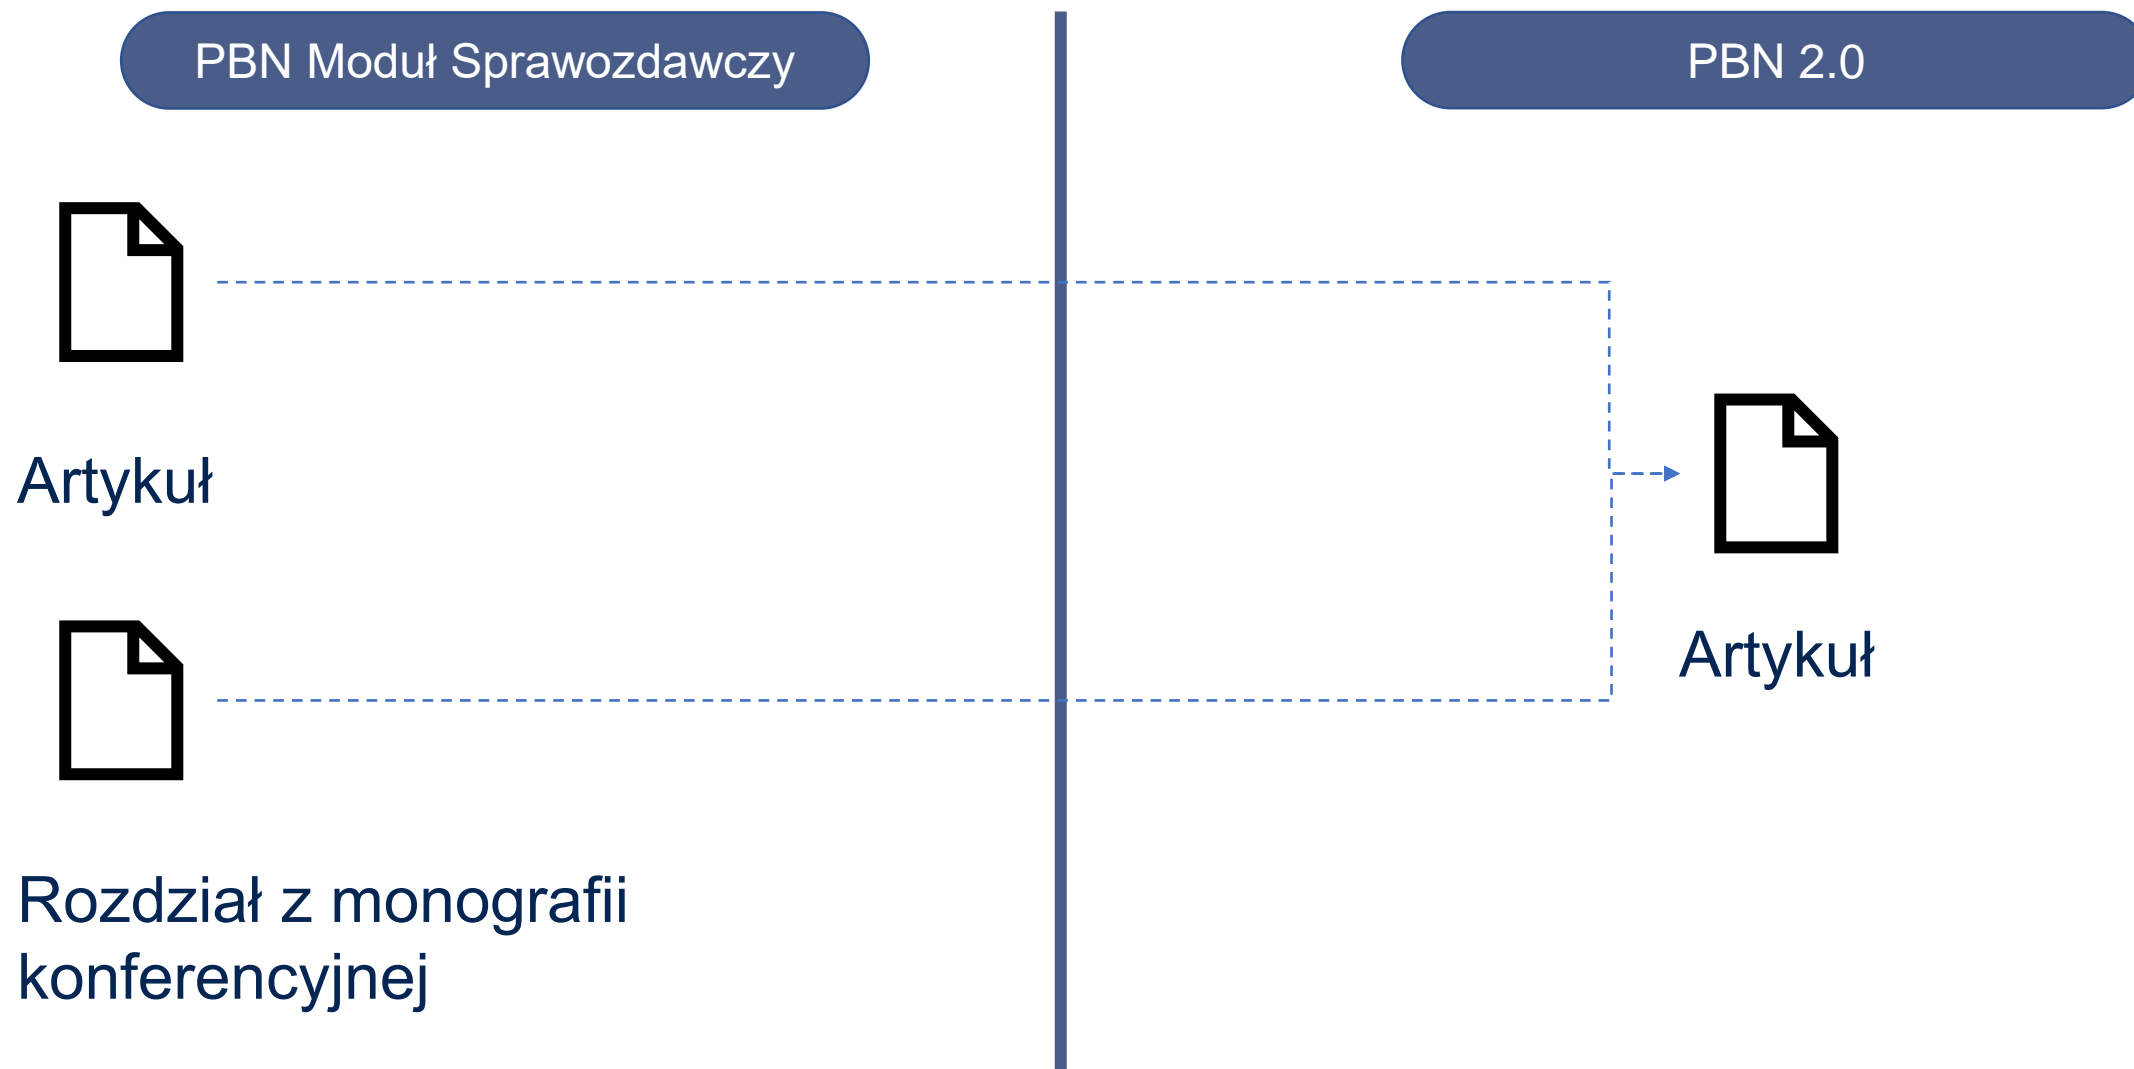 PBN Moduł Sprawozdawczy
PBN 2.0
Artykuł
Artykuł
Rozdział z monografii
konferencyjnej